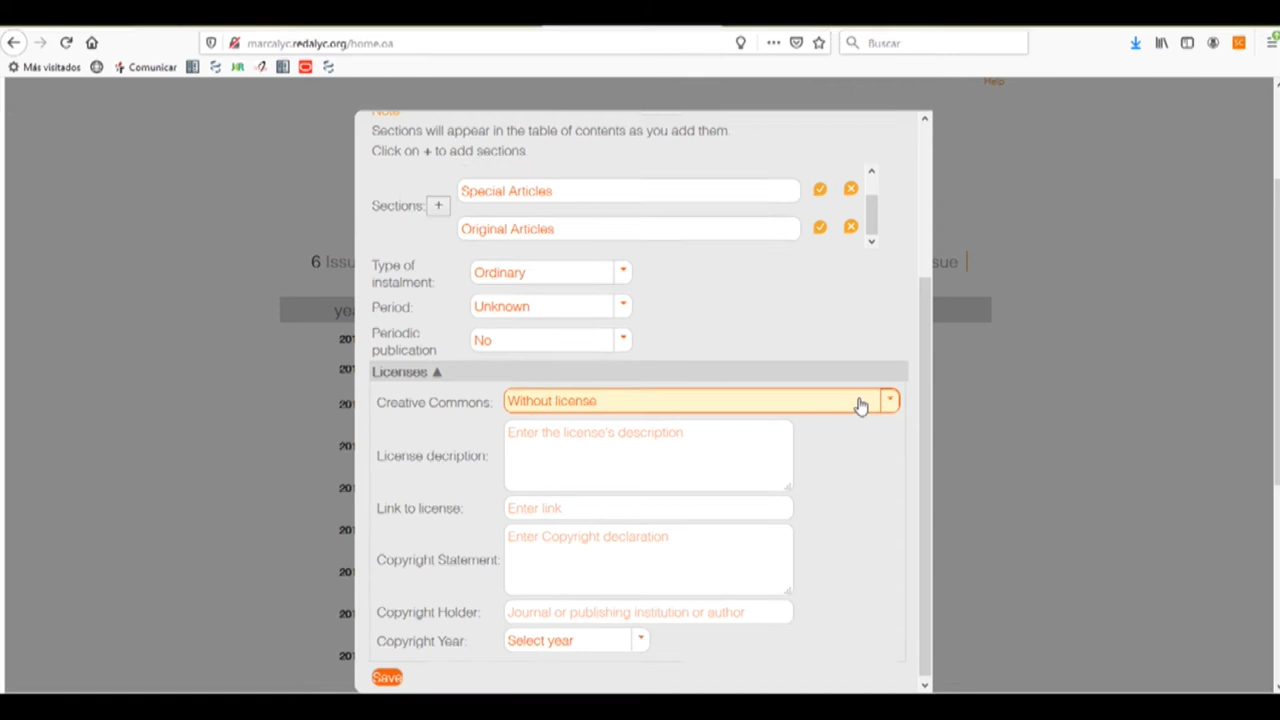 marcalyc.redalyc.org/home.oa
Buscar
Más visitados
Comunicar
Help
Note
Sections will appear in the table of contents as you add them.
Click on + to add sections
Sections: +
Special Articles
Original Articles
6 Issu
sue
Type of
instalment:
Ordinary
yea
Period:
Unknown
Periodic
publication
No
Licenses ▲
Creative Commons:
Without license
License decription:
Enter the license's description
Link to license:
Enter link
Copyright Statement:
Enter Copyright declaration
Copyright Holder:
Journal or publishing institution or author
Copyright Year:
Select year
Save